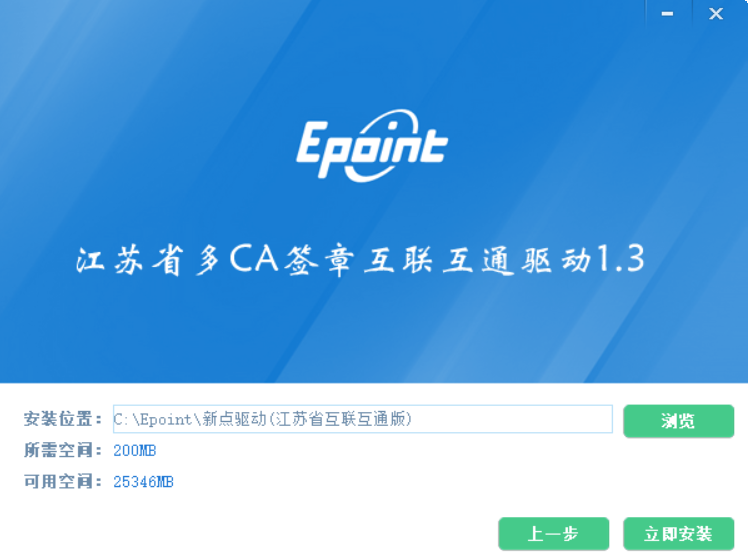 Epoint
江苏省多CA签章互联互通驱动1.3
安装位置： C:\Epoint\新点驱动(江苏省互联互通版) 浏览
所需空间： 200MB
可用空间： 25346MB
上一步 立即安装